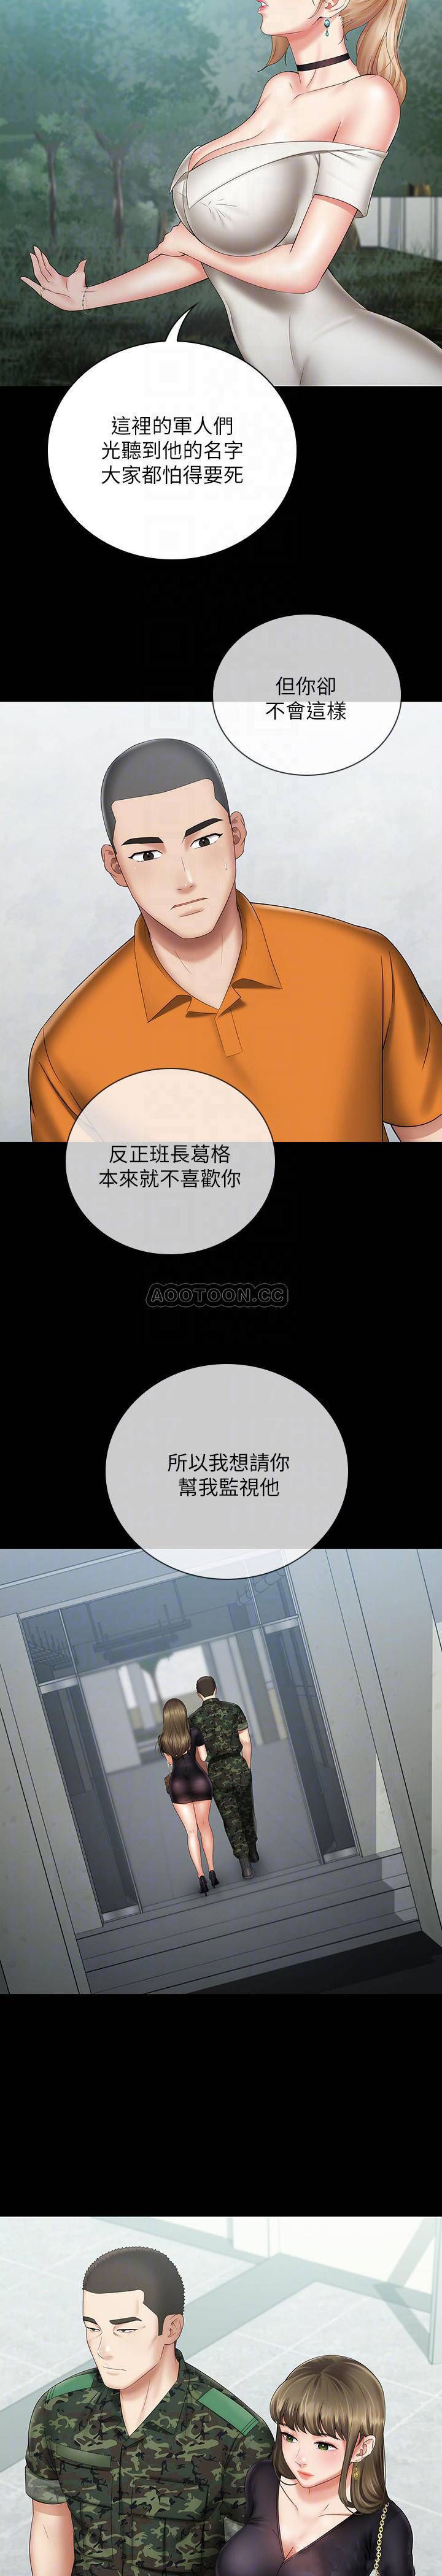 這裡的軍人們
光聽到他的名字
大家都怕得要死
但你卻
不會這樣
反正班長葛格
本來就不喜歡你
AOOTOON.CC
所以我想請你
幫我監視他